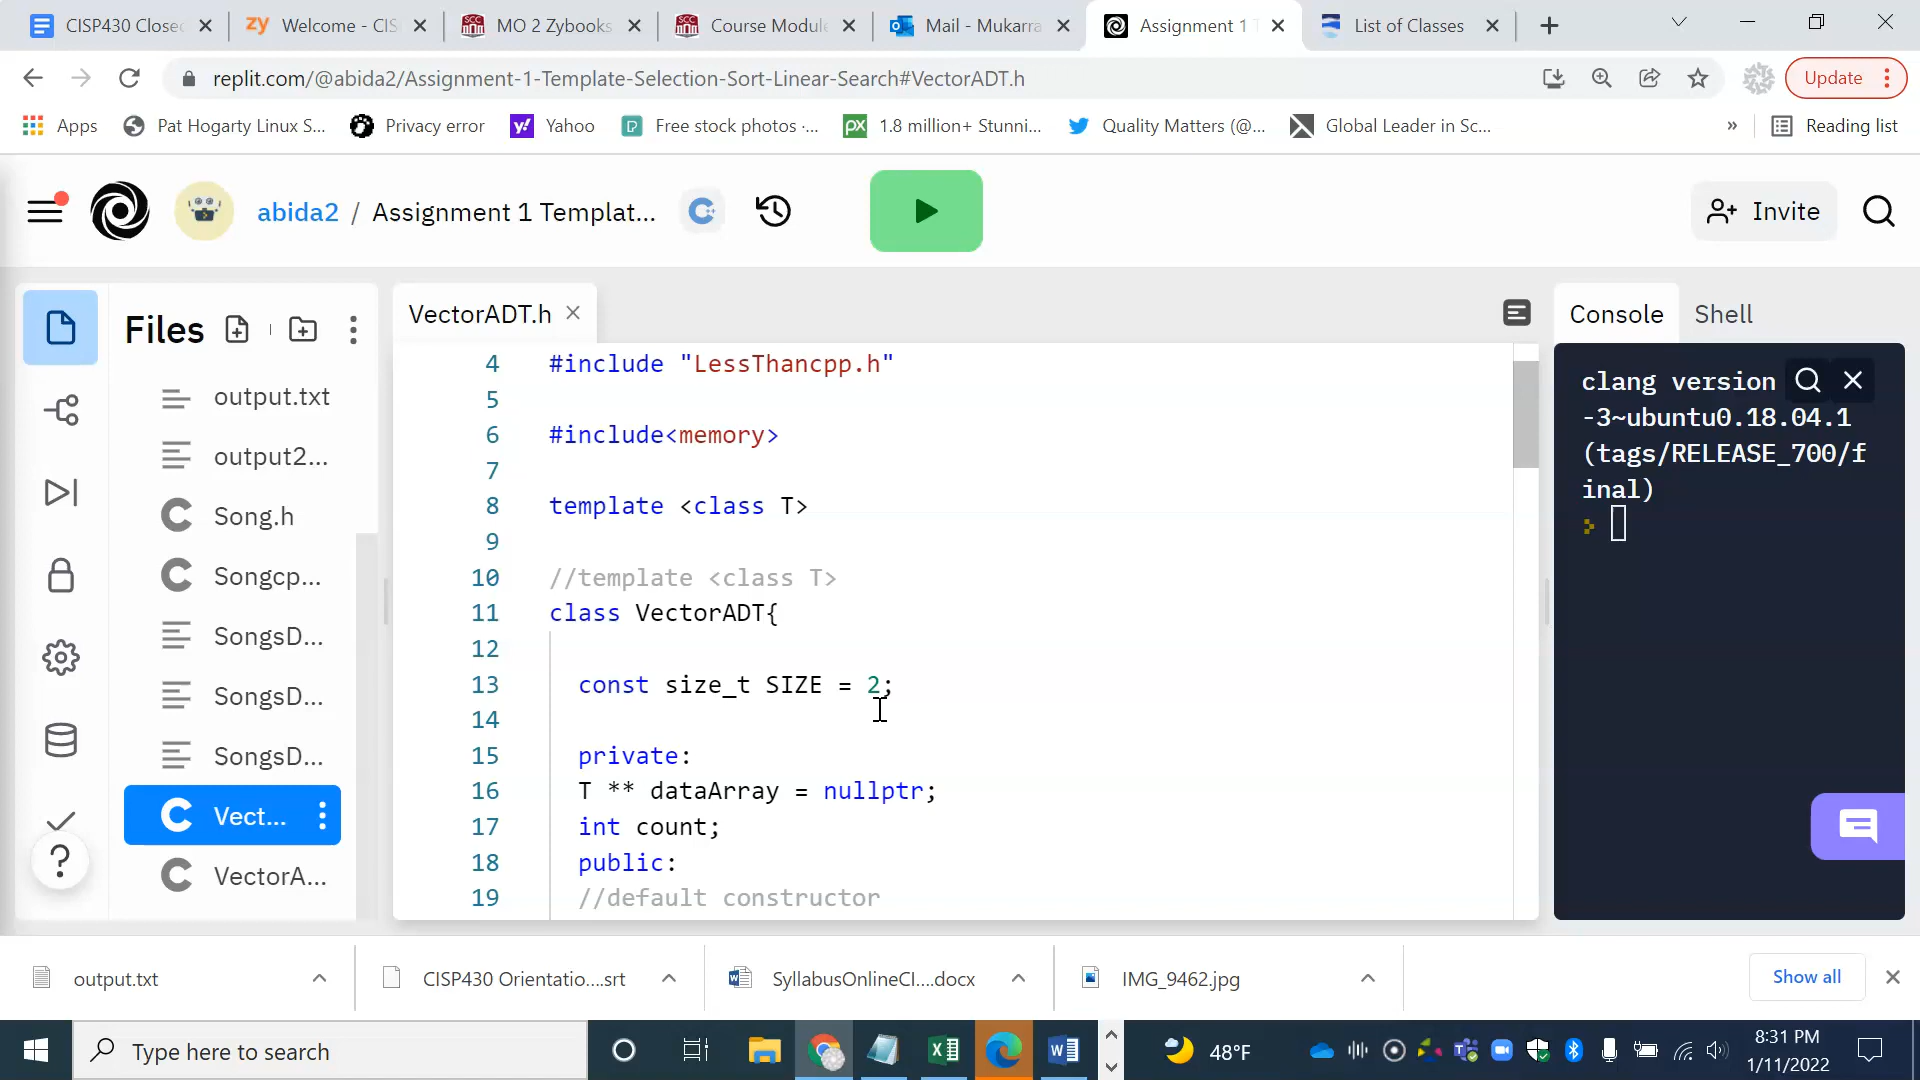 CISP430 Closec
Welcome - CIS
MO 2 Zybooks
Course Module
Mail - Mukarra
Assignment 1 T
List of Classes
replit.com/@abida2/Assignment-1-Template-Selection-Sort-Linear-Search#VectorADT.h
Update
Apps
Pat Hogarty Linux S...
Privacy error
Yahoo
Free stock photos ·...
1.8 million+ Stunni...
Quality Matters (@...
Global Leader in Sc...
»
Reading list
abida2 / Assignment 1 Templat...
Invite
Files
output.txt
output2...
Song.h
Songcp...
SongsD...
SongsD...
SongsD...
Vect...
VectorA...
VectorADT.h
4 #include "LessThancpp.h"
5
6 #include<memory>
7
8 template <class T>
9
10 //template <class T>
11 class VectorADT{
12
13 const size_t SIZE = 2;
14
15 private:
16 T ** dataArray = nullptr;
17 int count;
18 public:
19 //default constructor
Console
Shell
clang version
-3~ubuntu0.18.04.1
(tags/RELEASE_700/f
inal)
output.txt
CISP430 Orientatio....srt
SyllabusOnlineCI....docx
IMG_9462.jpg
Show all
Type here to search
48°F
8:31 PM
1/11/2022